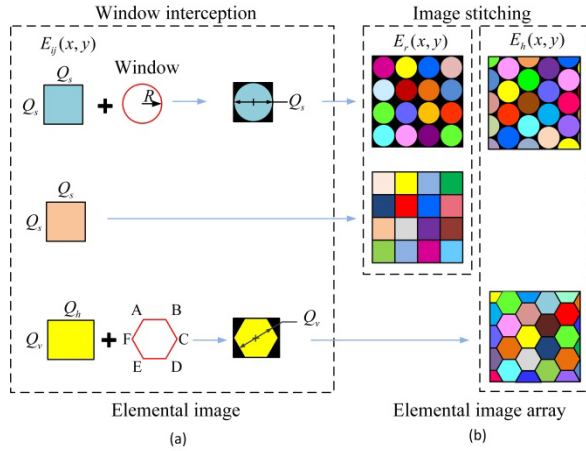 Window interception
Image stitching
E_ij(x, y)
E_r(x, y)
E_h(x, y)
Q_s
Window
Q_s
R
Q_s
Q_s
Q_s
Q_h
A B
Q_v
Q_v
F C
E D
Elemental image
Elemental image array
(a)
(b)